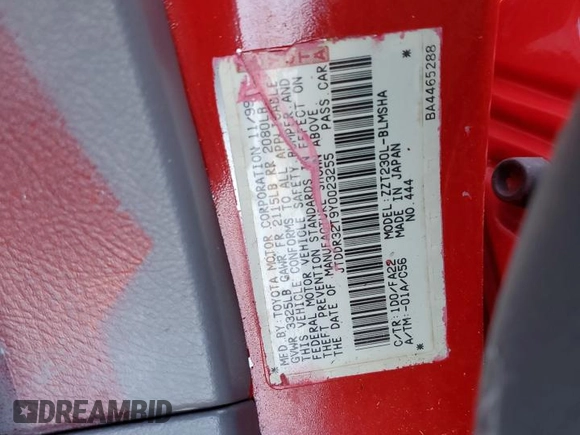 MFD BY TOYOTA MOTOR CORPORATION 11/99
GVWR 3325LB GAWR FR 2115LB RR 2080LB
THIS VEHICLE CONFORMS TO ALL APPLICABLE
FEDERAL MOTOR VEHICLE SAFETY BUMPER AND
THEFT PREVENTION STANDARDS IN EFFECT ON
THE DATE OF MANUFACTURE SHOWN ABOVE
JTDDR32T9Y0023255 PASS CAR
C/TR:1D0/FA22 MODEL:ZZT230L-BLMSHA
A/TM:-01A/C56 MADE IN JAPAN
NO.444
BA4465288
DREAMBID